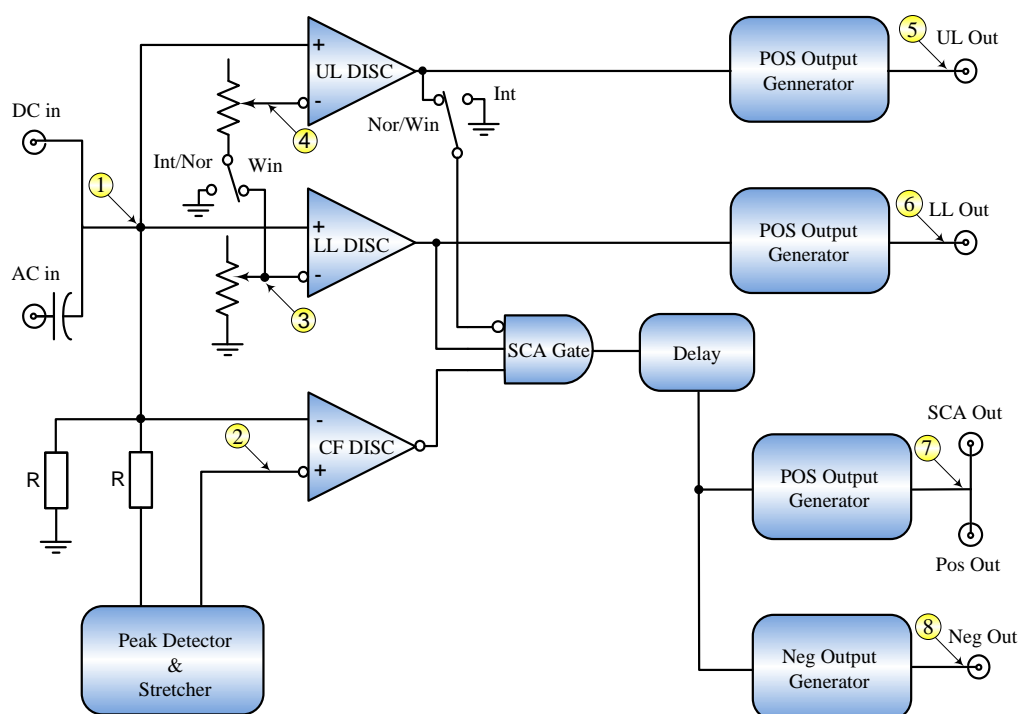 DC in
AC in
1
+
UL DISC
-
4
Int/Nor
Win
Nor/Win
Int
POS Output
Gennerator
5
UL Out
+
LL DISC
-
3
POS Output
Generator
6
LL Out
SCA Gate
Delay
-
CF DISC
+
2
R
R
Peak Detector
&
Stretcher
POS Output
Generator
7
SCA Out
Pos Out
Neg Output
Generator
8
Neg Out